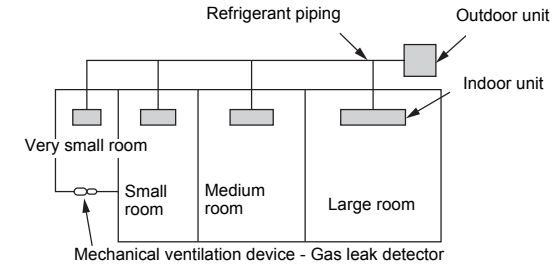 Refrigerant piping
Outdoor unit
Indoor unit
Very small room
Small
room
Medium
room
Large room
Mechanical ventilation device - Gas leak detector